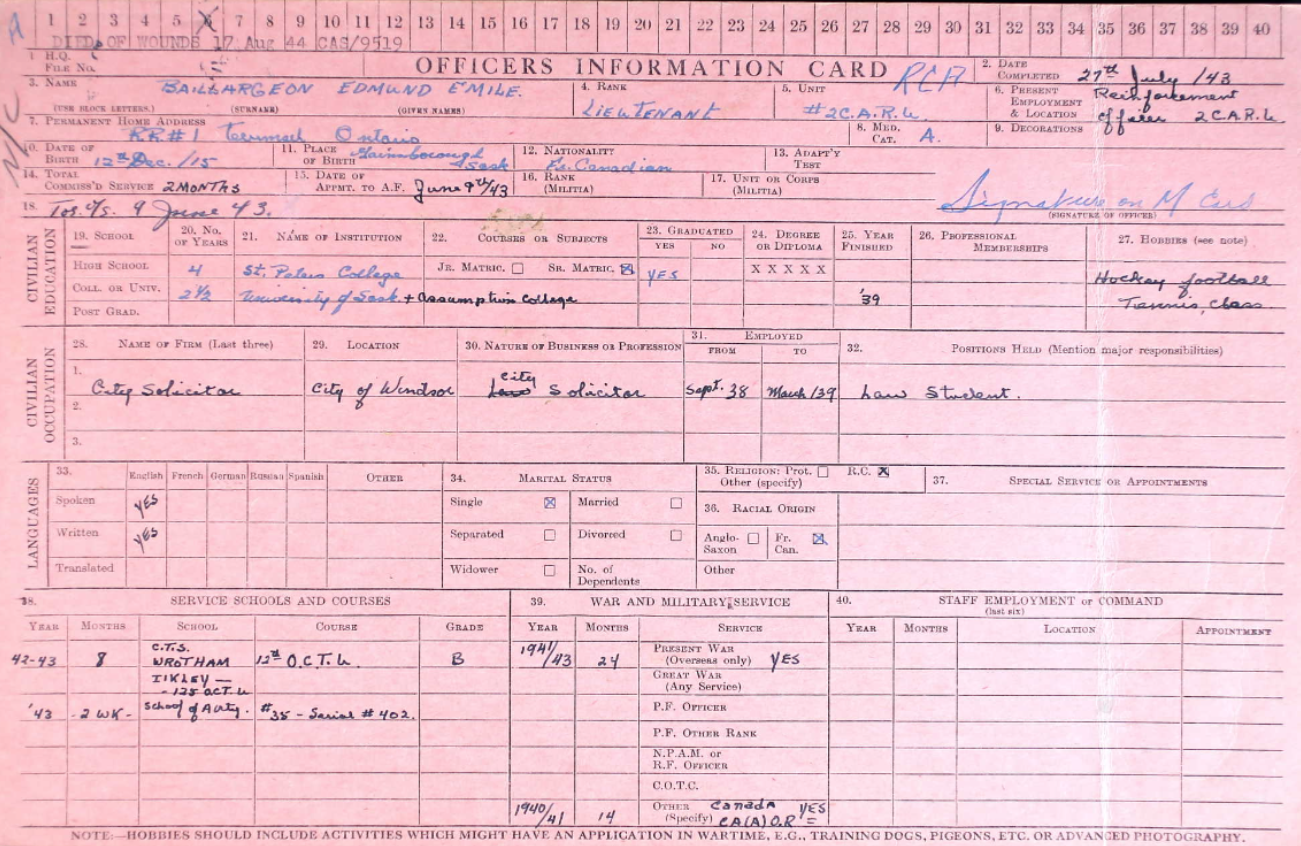 A 1 2 3 4 5 6 7 8 9 10 11 12 13 14 15 16 17 18 19 20 21 22 23 24 25 26 27 28 29 30 31 32 33 34 35 36 37 38 39 40
DIED OF WOUNDS 17 Aug 44 CAS/9519
1 H.Q. FILE NO.
OFFICERS INFORMATION CARD RCA
2. DATE COMPLETED 27th July /43
3. NAME BAILLARGEON EDMUND EMILE.
(USE BLOCK LETTERS.) (SURNAME) (GIVEN NAMES)
4. RANK LIEUTENANT
5. UNIT #2 C.A.R.U.
6. PRESENT EMPLOYMENT & LOCATION Reinforcement officer 2 C.A.R.U
N/C
7. PERMANENT HOME ADDRESS RR#1 Tecumseh Ontario
8. MED. CAT. A.
9. DECORATIONS
10. DATE OF BIRTH 12th Dec. /15
11. PLACE OF BIRTH Gainsborough Sask
12. NATIONALITY Fr. Canadian
13. ADAPT'Y TEST
14. TOTAL COMMISS'D SERVICE 2 MONTHS
15. DATE OF APPMT. TO A.F. June 9th/43
16. RANK (MILITIA)
17. UNIT OR CORPS (MILITIA)
18. Tos. o/s. 9 June 43.
Signature on M Card
(SIGNATURE OF OFFICER)
CIVILIAN EDUCATION
19. SCHOOL 20. NO. OF YEARS 21. NAME OF INSTITUTION 22. COURSES OR SUBJECTS 23. GRADUATED YES NO 24. DEGREE OR DIPLOMA 25. YEAR FINISHED 26. PROFESSIONAL MEMBERSHIPS 27. HOBBIES (see note)
HIGH SCHOOL 4 St. Peters College JR. MATRIC. SR. MATRIC. YES X X X X X Hockey football
COLL. OR UNIV. 2 1/2 University of Sask. + Assumption College '39 Tennis, Chess
POST GRAD.
CIVILIAN OCCUPATION
28. NAME OF FIRM (Last three) 29. LOCATION 30. NATURE OF BUSINESS OR PROFESSION 31. EMPLOYED FROM TO 32. POSITIONS HELD (Mention major responsibilities)
1. City Solicitor City of Windsor Law City Solicitor Sept. 38 March /39 Law Student.
2.
3.
LANGUAGES
33. English French German Russian Spanish OTHER
Spoken YES
Written YES
Translated
34. MARITAL STATUS
Single Married
Separated Divorced
Widower No. of Dependents
35. RELIGION: Prot. R.C.
Other (specify)
36. RACIAL ORIGIN
Anglo-Saxon Fr. Can.
Other
37. SPECIAL SERVICE OR APPOINTMENTS
38. SERVICE SCHOOLS AND COURSES
YEAR MONTHS SCHOOL COURSE GRADE
42-43 8 C.T.S. WROTHAM 12th O.C.T.U. B
- 125 OCT.U
'43 - 2 WK - School of Arty. #35 - Serial # 402.
39. WAR AND MILITARY SERVICE
YEAR MONTHS SERVICE
1941/43 24 PRESENT WAR (Overseas only) YES
GREAT WAR (Any Service)
P.F. OFFICER
P.F. OTHER RANK
N.P.A.M. or R.F. OFFICER
C.O.T.C.
1940/41 14 OTHER (Specify) Canada CA(A) O.R YES
40. STAFF EMPLOYMENT or COMMAND
(last six)
YEAR MONTHS LOCATION APPOINTMENT
NOTE:—HOBBIES SHOULD INCLUDE ACTIVITIES WHICH MIGHT HAVE AN APPLICATION IN WARTIME, E.G., TRAINING DOGS, PIGEONS, ETC. OR ADVANCED PHOTOGRAPHY.